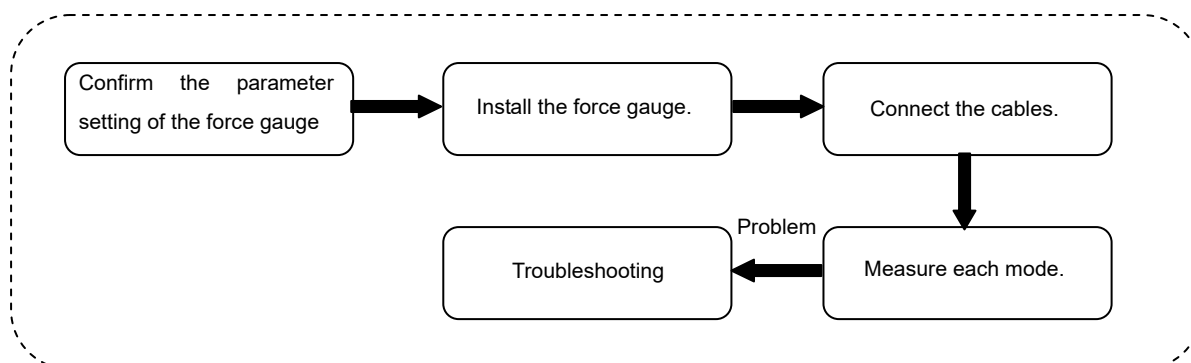 Confirm the parameter
setting of the force gauge
Install the force gauge.
Connect the cables.
Problem
Troubleshooting
Measure each mode.